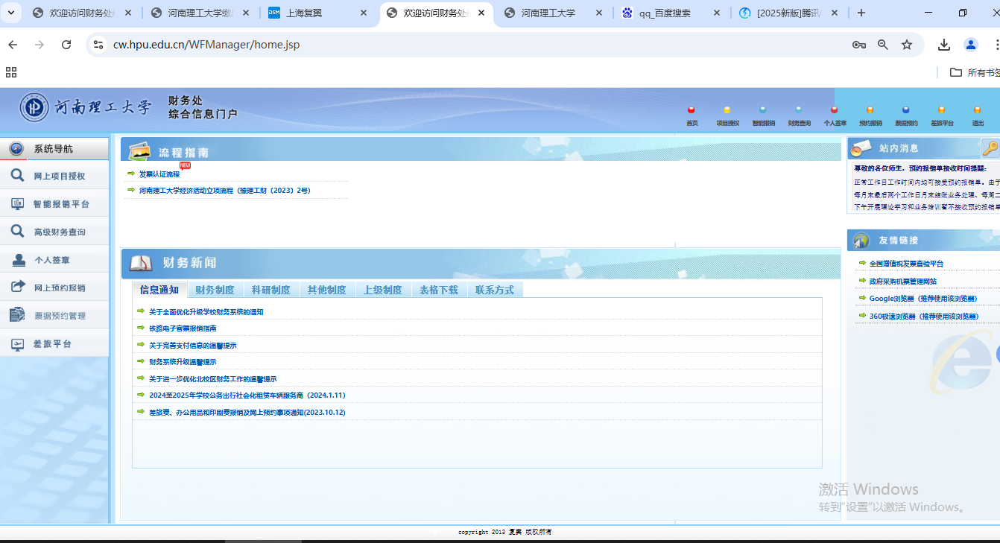 欢迎访问财务处
河南理工大学缴
DSM 上海复翼
欢迎访问财务处
河南理工大学
qq_百度搜索
[2025新版]腾讯
cw.hpu.edu.cn/WFManager/home.jsp
所有书签
河南理工大学
财务处
综合信息门户
首页 项目授权 智能报销 财务查询 个人签章 预约报销 票据预约 差旅平台 退出
系统导航
网上项目授权
智能报销平台
高级财务查询
个人签章
网上预约报销
票据预约管理
差旅平台
流程指南
发票认证流程 NEW
河南理工大学经济活动立项流程（豫理工财〔2023〕2号）
财务新闻
信息通知 财务制度 科研制度 其他制度 上级制度 表格下载 联系方式
关于全面优化升级学校财务系统的通知
铁路电子客票报销指南
关于完善支付信息的温馨提示
财务系统升级温馨提示
关于进一步优化北校区财务工作的温馨提示
2024至2025年学校公务出行社会化租赁车辆服务商（2024.1.11）
差旅费、办公用品和印刷费报销及网上预约事项通知(2023.10.12)
站内消息
尊敬的各位师生，预约报销单接收时间提醒：
正常工作日工作时间内均可接受预约报销单。由于
每月末最后两个工作日月末结账业务处理、每周二
下午开展理论学习和业务培训暂不接收预约报销单
友情链接
全国增值税发票查验平台
政府采购机票管理网站
Google浏览器（推荐使用该浏览器）
360极速浏览器（推荐使用该浏览器）
激活 Windows
转到“设置”以激活 Windows。
copyright 2013 复翼 版权所有